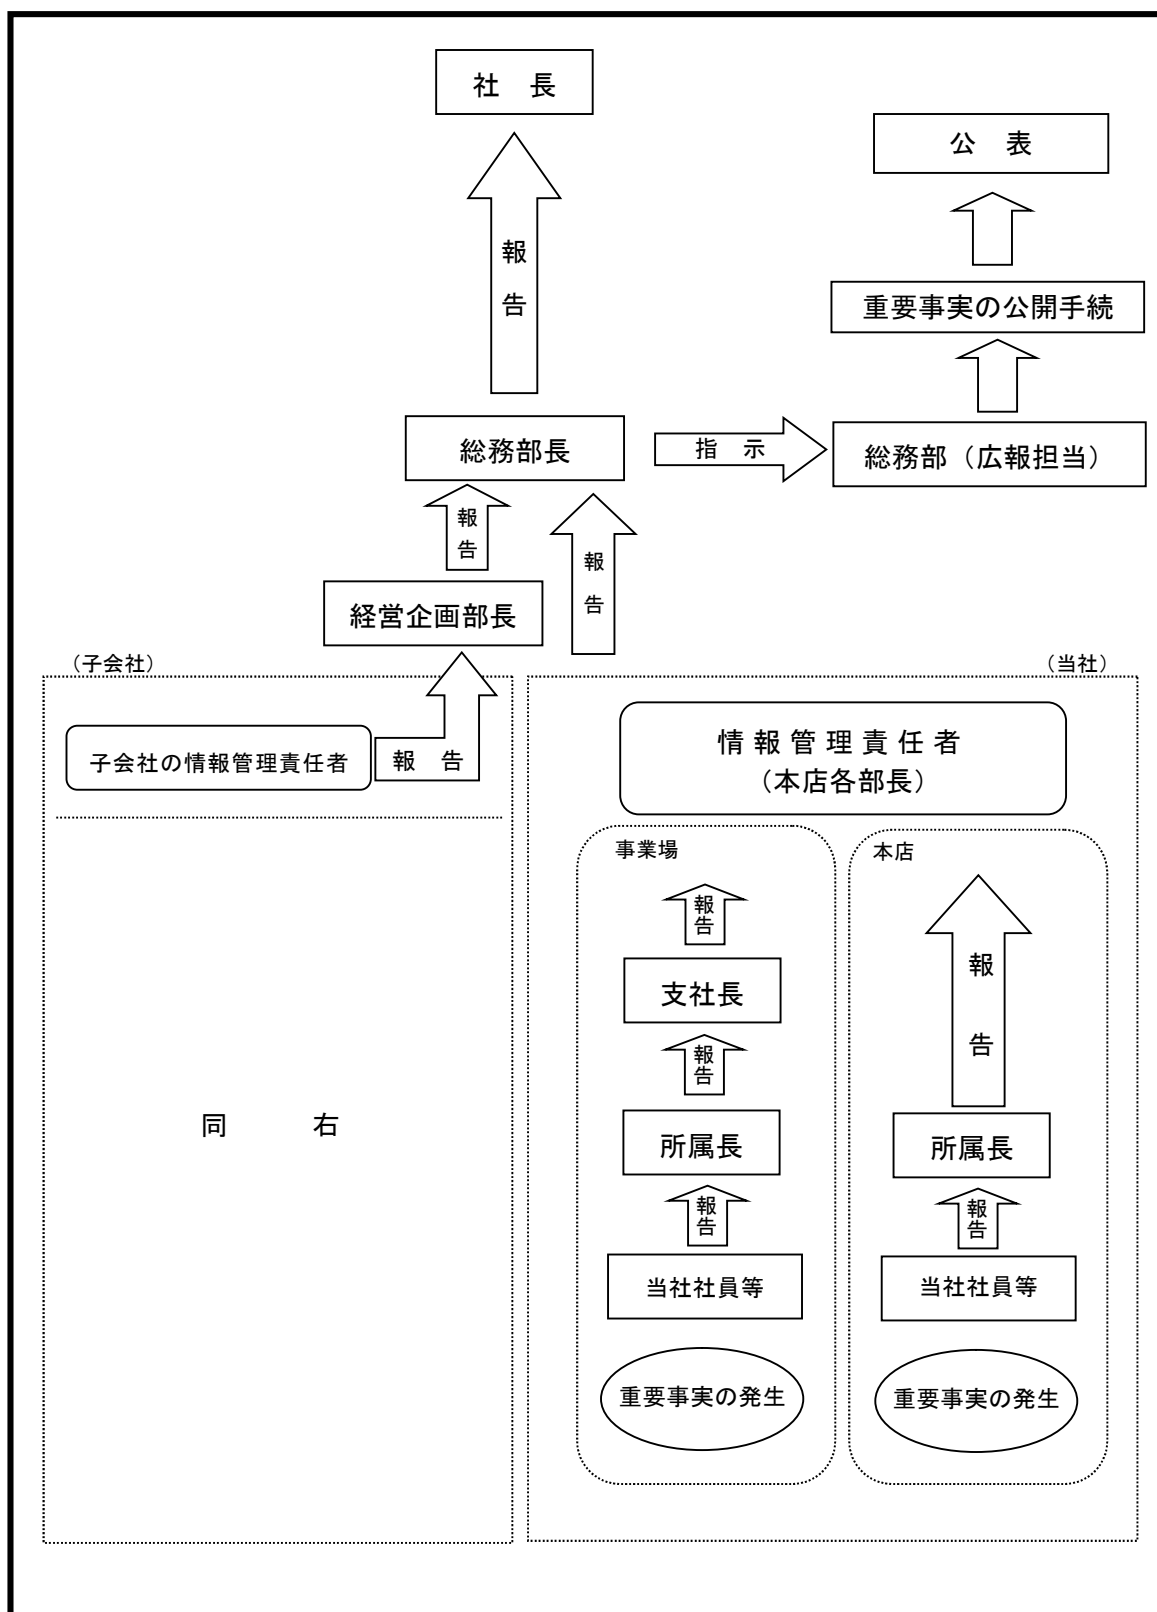 社　長
公　表
報
告
重要事実の公開手続
総務部長
指　示
総務部（広報担当）
報
告
報
告
経営企画部長
（子会社）
（当社）
子会社の情報管理責任者
報　告
情報管理責任者
（本店各部長）
事業場
本店
報
告
支社長
報
告
報
告
同　　　右
所属長
所属長
報
告
報
告
当社社員等
当社社員等
重要事実の発生
重要事実の発生